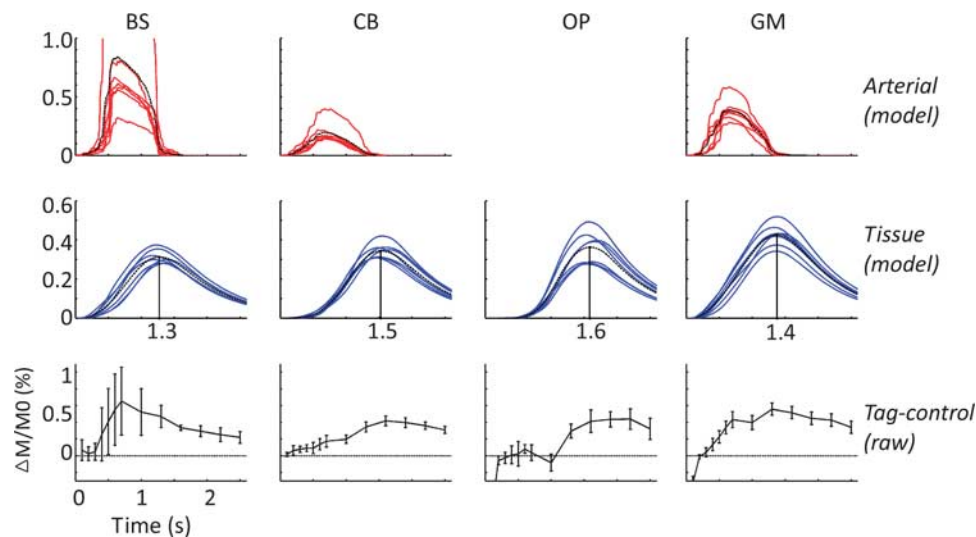 BS CB OP GM
1.0
0.5
0
Arterial
(model)
0.6
0.4
0.2
0
Tissue
(model)
1.3 1.5 1.6 1.4
△M/M0 (%)
1
0.5
0
Tag-control
(raw)
0 1 2
Time (s)